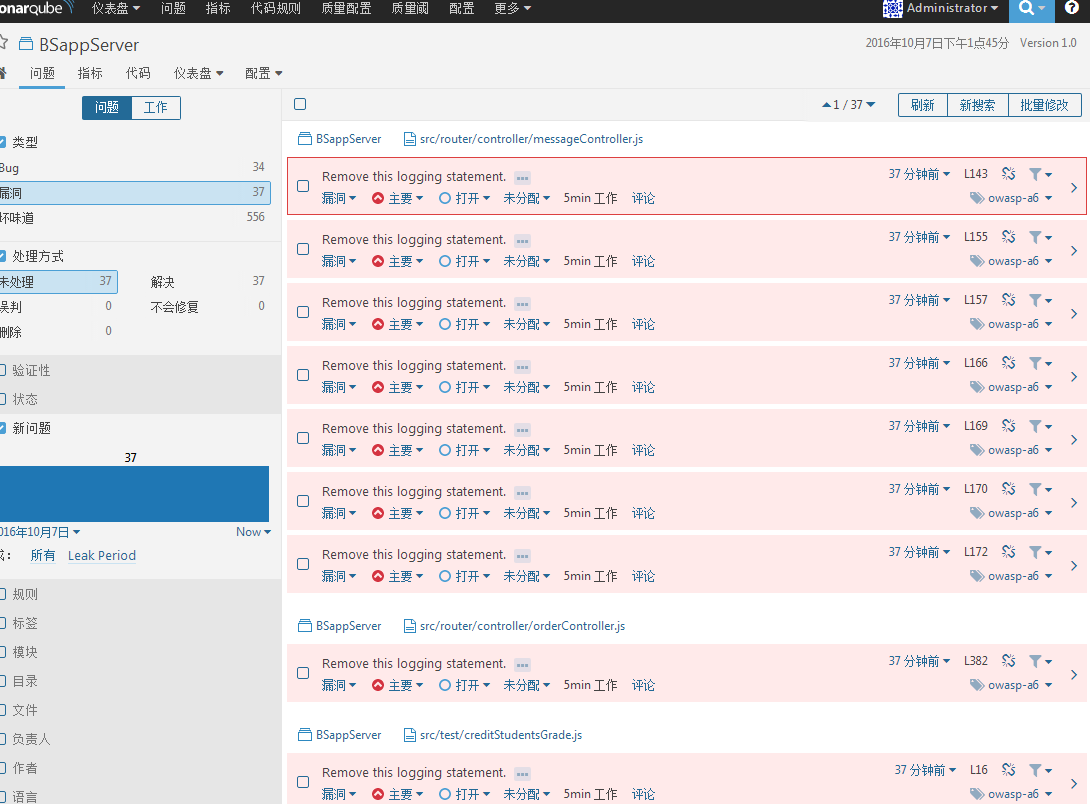 onarqube 仪表盘 问题 指标 代码规则 质量配置 质量阈 配置 更多 Administrator ?
BSappServer 2016年10月7日下午1点45分 Version 1.0
问题 指标 代码 仪表盘 配置
问题 工作
1 / 37 刷新 新搜索 批量修改
类型
Bug 34
漏洞 37
坏味道 556
处理方式
未处理 37 解决 37
误判 0 不会修复 0
删除 0
验证性
状态
新问题
37
016年10月7日 Now
所有 Leak Period
规则
标签
模块
目录
文件
负责人
作者
语言
BSappServer src/router/controller/messageController.js
Remove this logging statement. ... 37 分钟前 L143
漏洞 主要 打开 未分配 5min 工作 评论 owasp-a6
Remove this logging statement. ... 37 分钟前 L155
漏洞 主要 打开 未分配 5min 工作 评论 owasp-a6
Remove this logging statement. ... 37 分钟前 L157
漏洞 主要 打开 未分配 5min 工作 评论 owasp-a6
Remove this logging statement. ... 37 分钟前 L166
漏洞 主要 打开 未分配 5min 工作 评论 owasp-a6
Remove this logging statement. ... 37 分钟前 L169
漏洞 主要 打开 未分配 5min 工作 评论 owasp-a6
Remove this logging statement. ... 37 分钟前 L170
漏洞 主要 打开 未分配 5min 工作 评论 owasp-a6
Remove this logging statement. ... 37 分钟前 L172
漏洞 主要 打开 未分配 5min 工作 评论 owasp-a6
BSappServer src/router/controller/orderController.js
Remove this logging statement. ... 37 分钟前 L382
漏洞 主要 打开 未分配 5min 工作 评论 owasp-a6
BSappServer src/test/creditStudentsGrade.js
Remove this logging statement. ... 37 分钟前 L16
漏洞 主要 打开 未分配 5min 工作 评论 owasp-a6